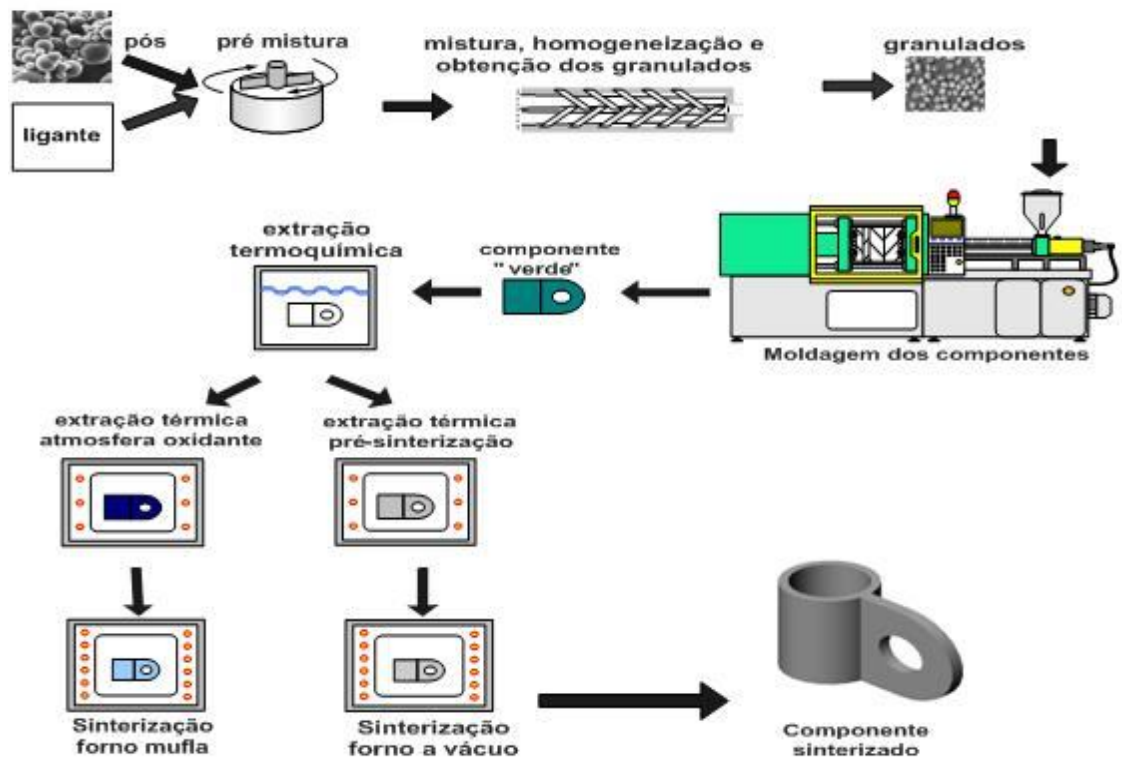 pós
pré mistura
mistura, homogeneização e
obtenção dos granulados
granulados
ligante
extração
termoquímica
componente
"verde"
Moldagem dos componentes
extração térmica
atmosfera oxidante
extração térmica
pré-sinterização
Sinterização
forno mufla
Sinterização
forno a vácuo
Componente
sinterizado